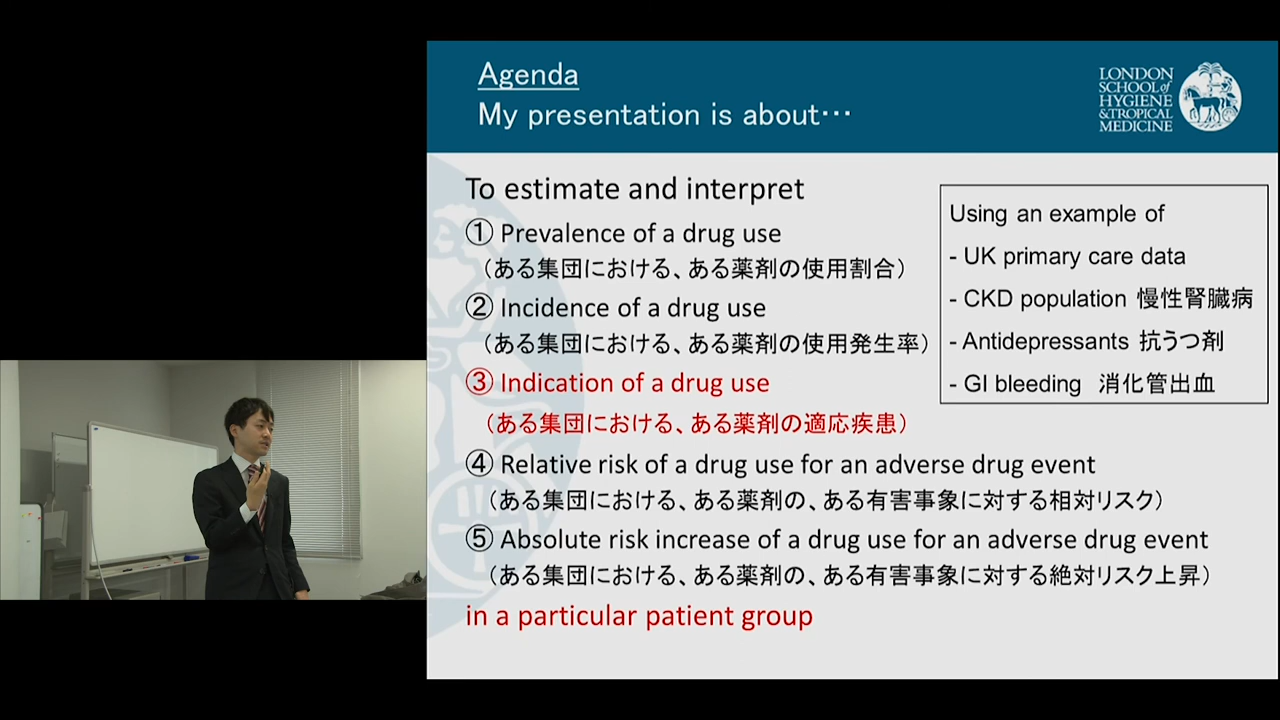 Agenda
My presentation is about…
LONDON
SCHOOL of
HYGIENE
& TROPICAL
MEDICINE
To estimate and interpret
① Prevalence of a drug use
（ある集団における、ある薬剤の使用割合）
② Incidence of a drug use
（ある集団における、ある薬剤の使用発生率）
③ Indication of a drug use
（ある集団における、ある薬剤の適応疾患）
④ Relative risk of a drug use for an adverse drug event
（ある集団における、ある薬剤の、ある有害事象に対する相対リスク）
⑤ Absolute risk increase of a drug use for an adverse drug event
（ある集団における、ある薬剤の、ある有害事象に対する絶対リスク上昇）
in a particular patient group
Using an example of
- UK primary care data
- CKD population 慢性腎臓病
- Antidepressants 抗うつ剤
- GI bleeding 消化管出血